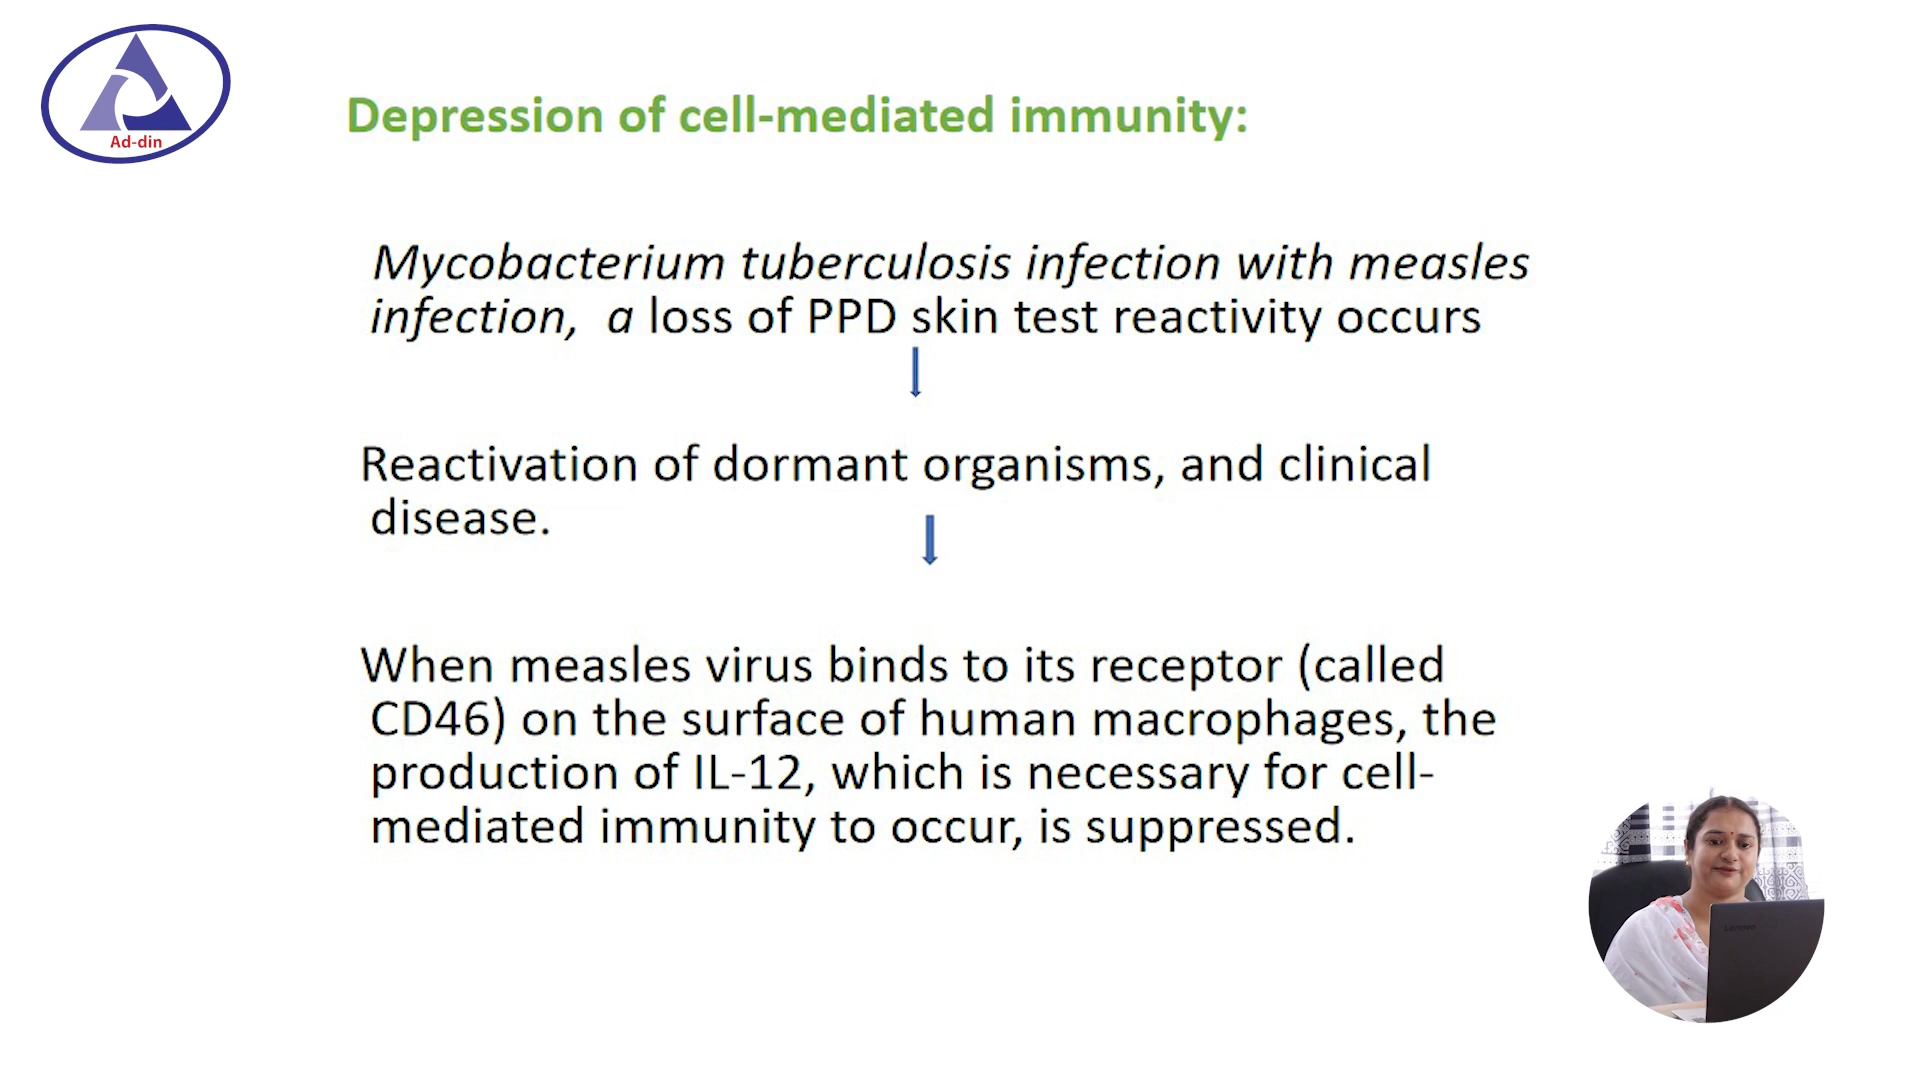 Ad-din
Depression of cell-mediated immunity:
Mycobacterium tuberculosis infection with measles
infection, a loss of PPD skin test reactivity occurs
Reactivation of dormant organisms, and clinical
disease.
When measles virus binds to its receptor (called
CD46) on the surface of human macrophages, the
production of IL-12, which is necessary for cell-
mediated immunity to occur, is suppressed.
Lenovo